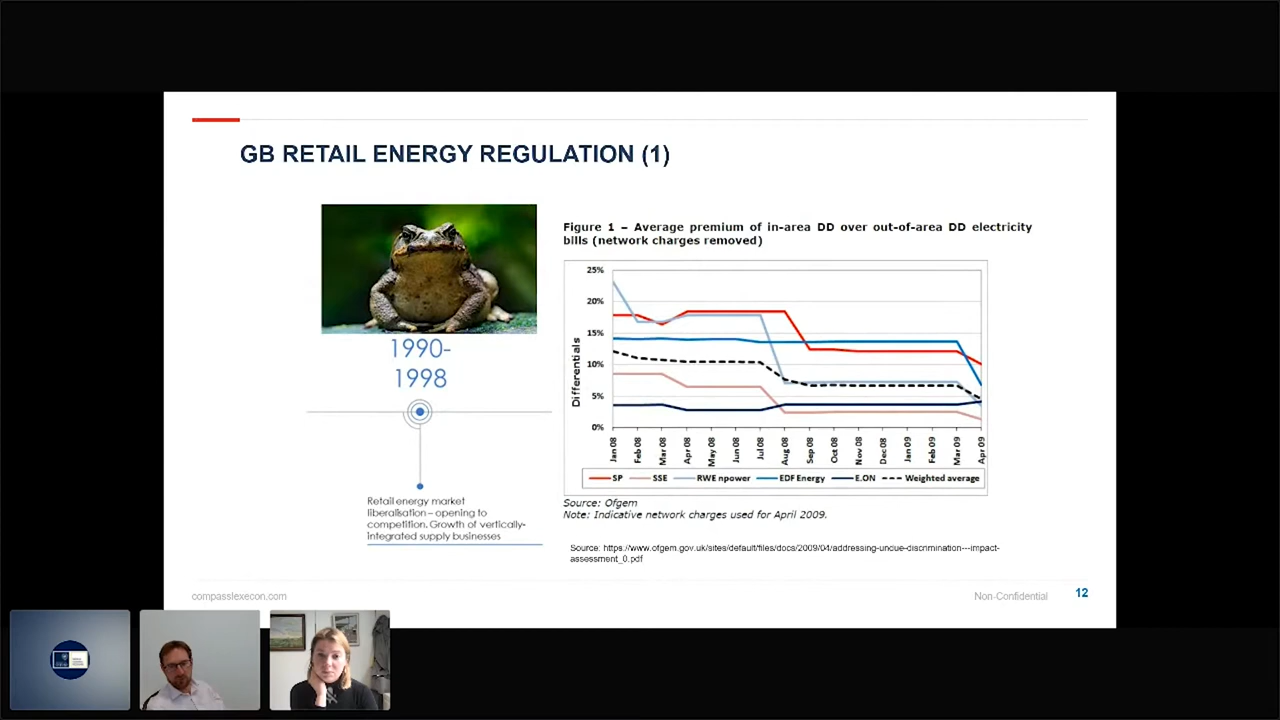 GB RETAIL ENERGY REGULATION (1)
1990-
1998
Retail energy market
liberalisation – opening to
competition. Growth of vertically-
integrated supply businesses
Figure 1 – Average premium of in-area DD over out-of-area DD electricity
bills (network charges removed)
Differentials
25%
20%
15%
10%
5%
0%
Jan 08
Feb 08
Mar 08
Apr 08
May 08
Jun 08
Jul 08
Aug 08
Sep 08
Oct 08
Nov 08
Dec 08
Jan 09
Feb 09
Mar 09
Apr 09
SP SSE RWE npower EDF Energy E.ON Weighted average
Source: Ofgem
Note: Indicative network charges used for April 2009.
Source: https://www.ofgem.gov.uk/sites/default/files/docs/2009/04/addressing-undue-discrimination---impact-
assessment_0.pdf
compasslexecon.com
Non-Confidential
12